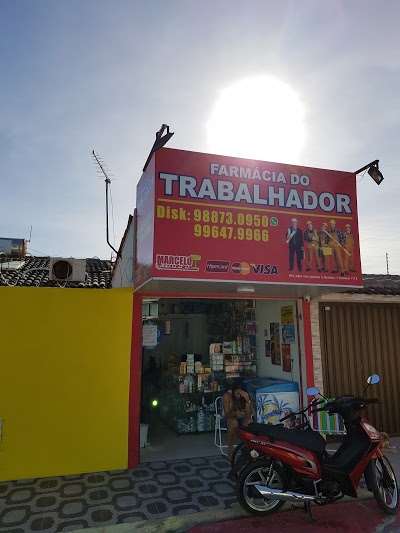 FARMÁCIA DO
TRABALHADOR
Disk: 98873.0950
99647.9966
MARCELO
VISA